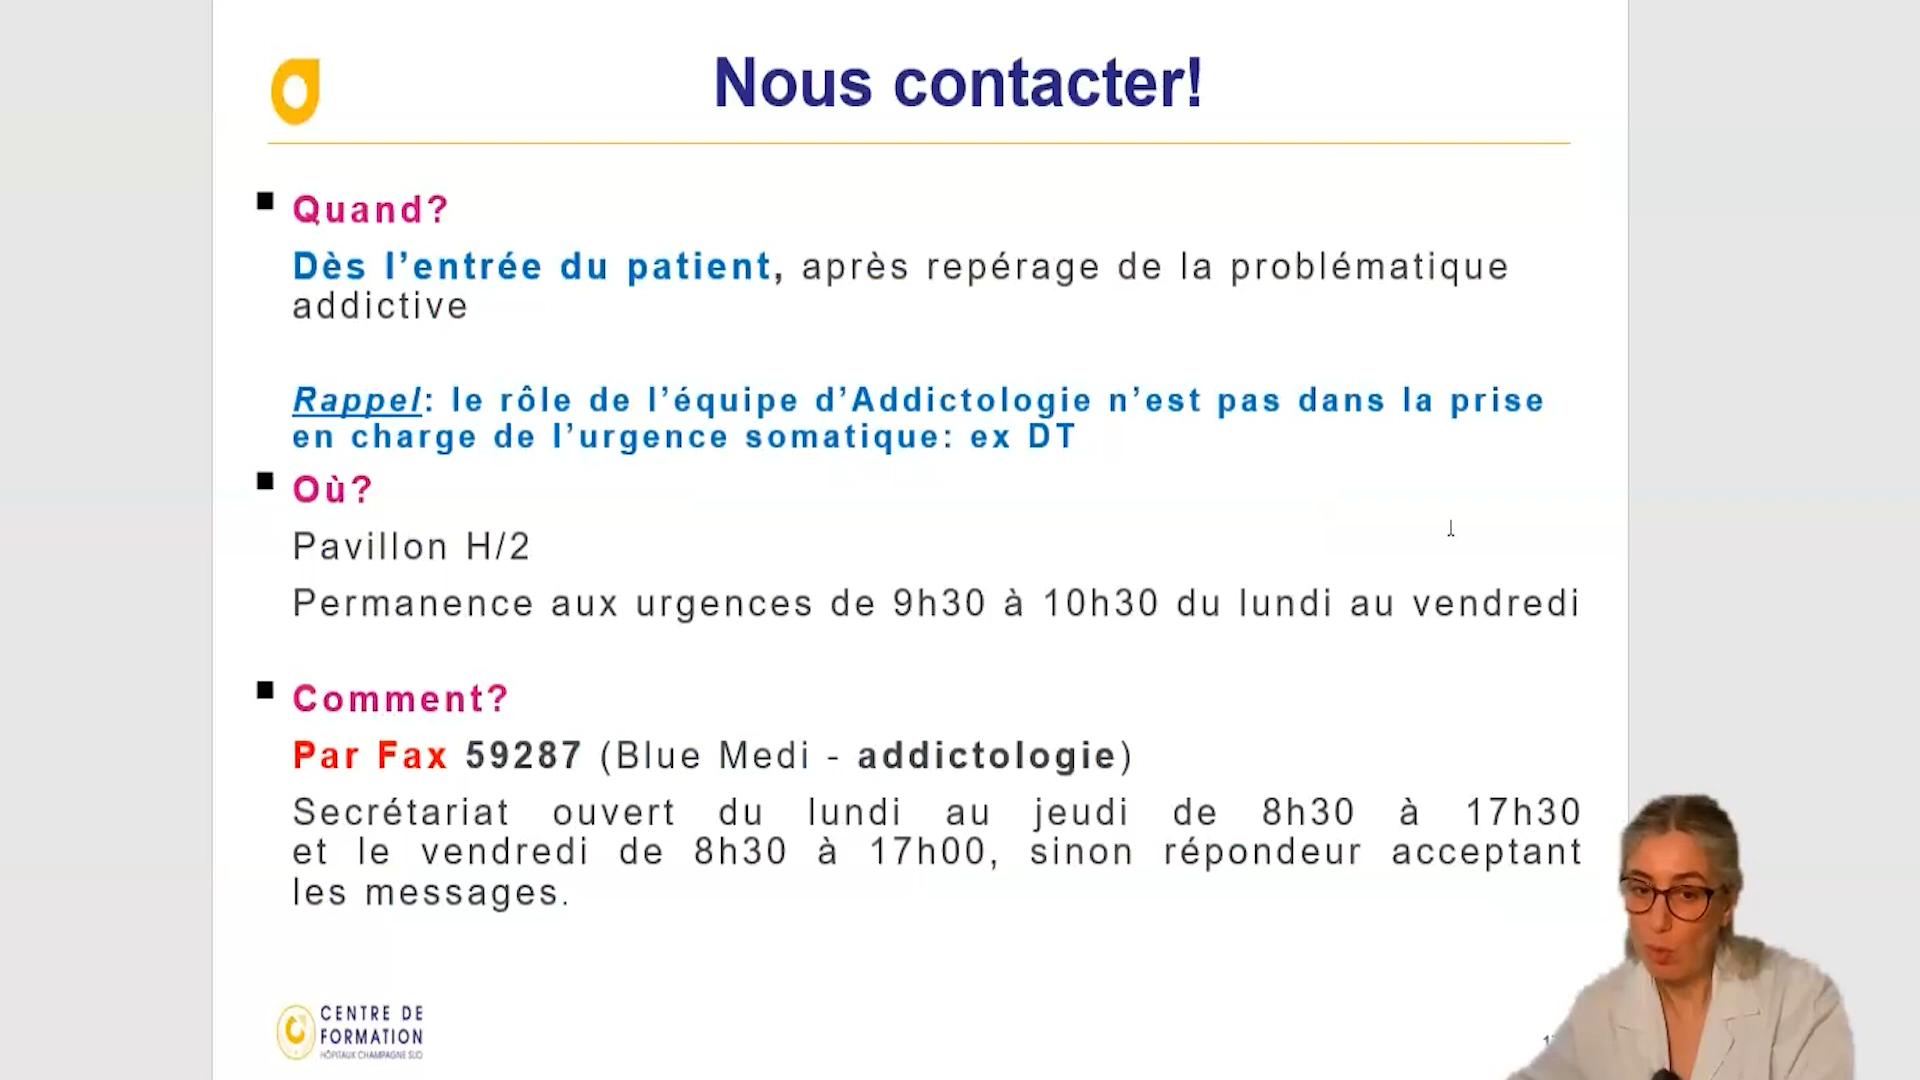 Nous contacter!
Quand?
Dès l’entrée du patient, après repérage de la problématique
addictive
Rappel: le rôle de l’équipe d’Addictologie n’est pas dans la prise
en charge de l’urgence somatique: ex DT
Où?
Pavillon H/2
Permanence aux urgences de 9h30 à 10h30 du lundi au vendredi
Comment?
Par Fax 59287 (Blue Medi - addictologie)
Secrétariat ouvert du lundi au jeudi de 8h30 à 17h30
et le vendredi de 8h30 à 17h00, sinon répondeur acceptant
les messages.
CENTRE DE
FORMATION
HÔPITAUX CHAMPAGNE SUD